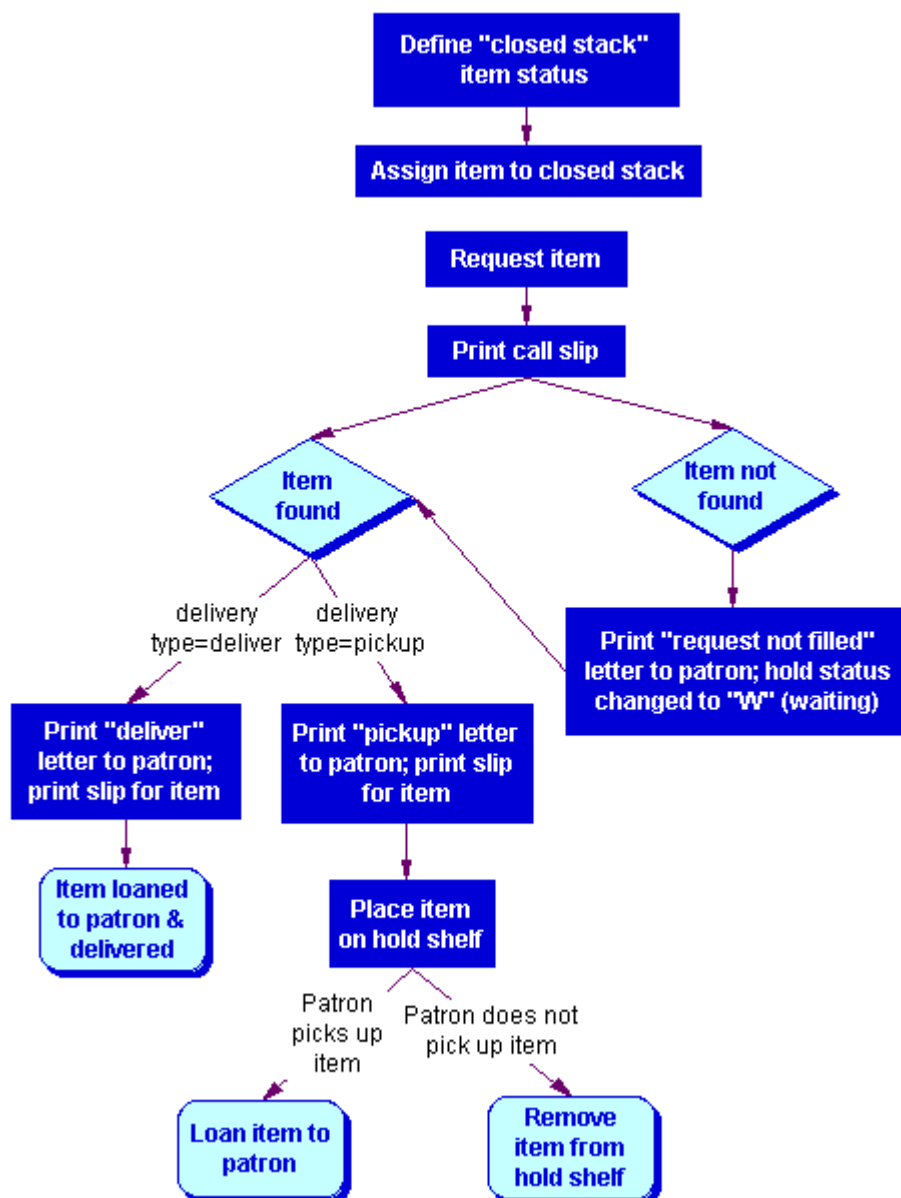 Define "closed stack"
item status
Assign item to closed stack
Request item
Print call slip
Item
found
Item not
found
delivery
type=deliver
delivery
type=pickup
Print "request not filled"
letter to patron; hold status
changed to "W" (waiting)
Print "deliver"
letter to patron;
print slip for item
Print "pickup" letter
to patron; print slip
for item
Item loaned
to patron &
delivered
Place item
on hold shelf
Patron
picks up
item
Patron does not
pick up item
Loan item to
patron
Remove
item from
hold shelf